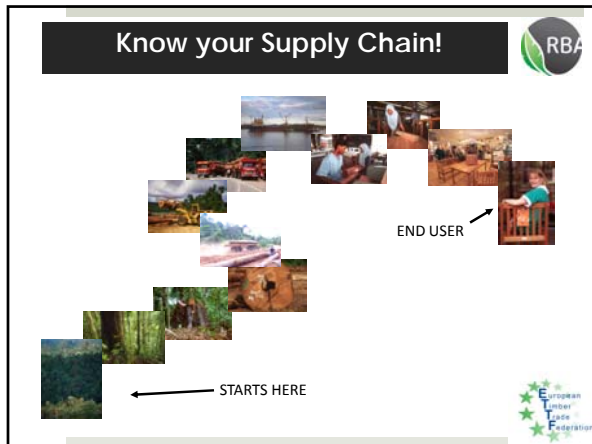 Know your Supply Chain!
RBA
END USER
STARTS HERE
European
Timber
Trade
Federation